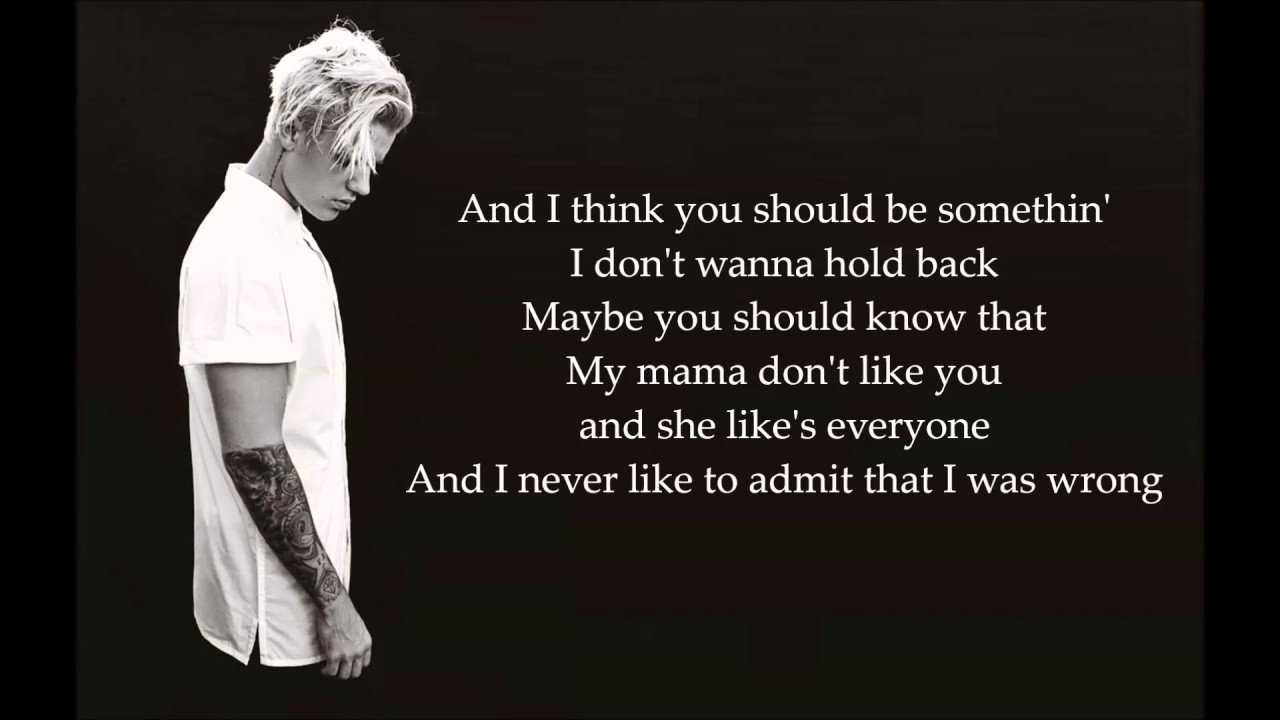 And I think you should be somethin'
I don't wanna hold back
Maybe you should know that
My mama don't like you
and she like's everyone
And I never like to admit that I was wrong